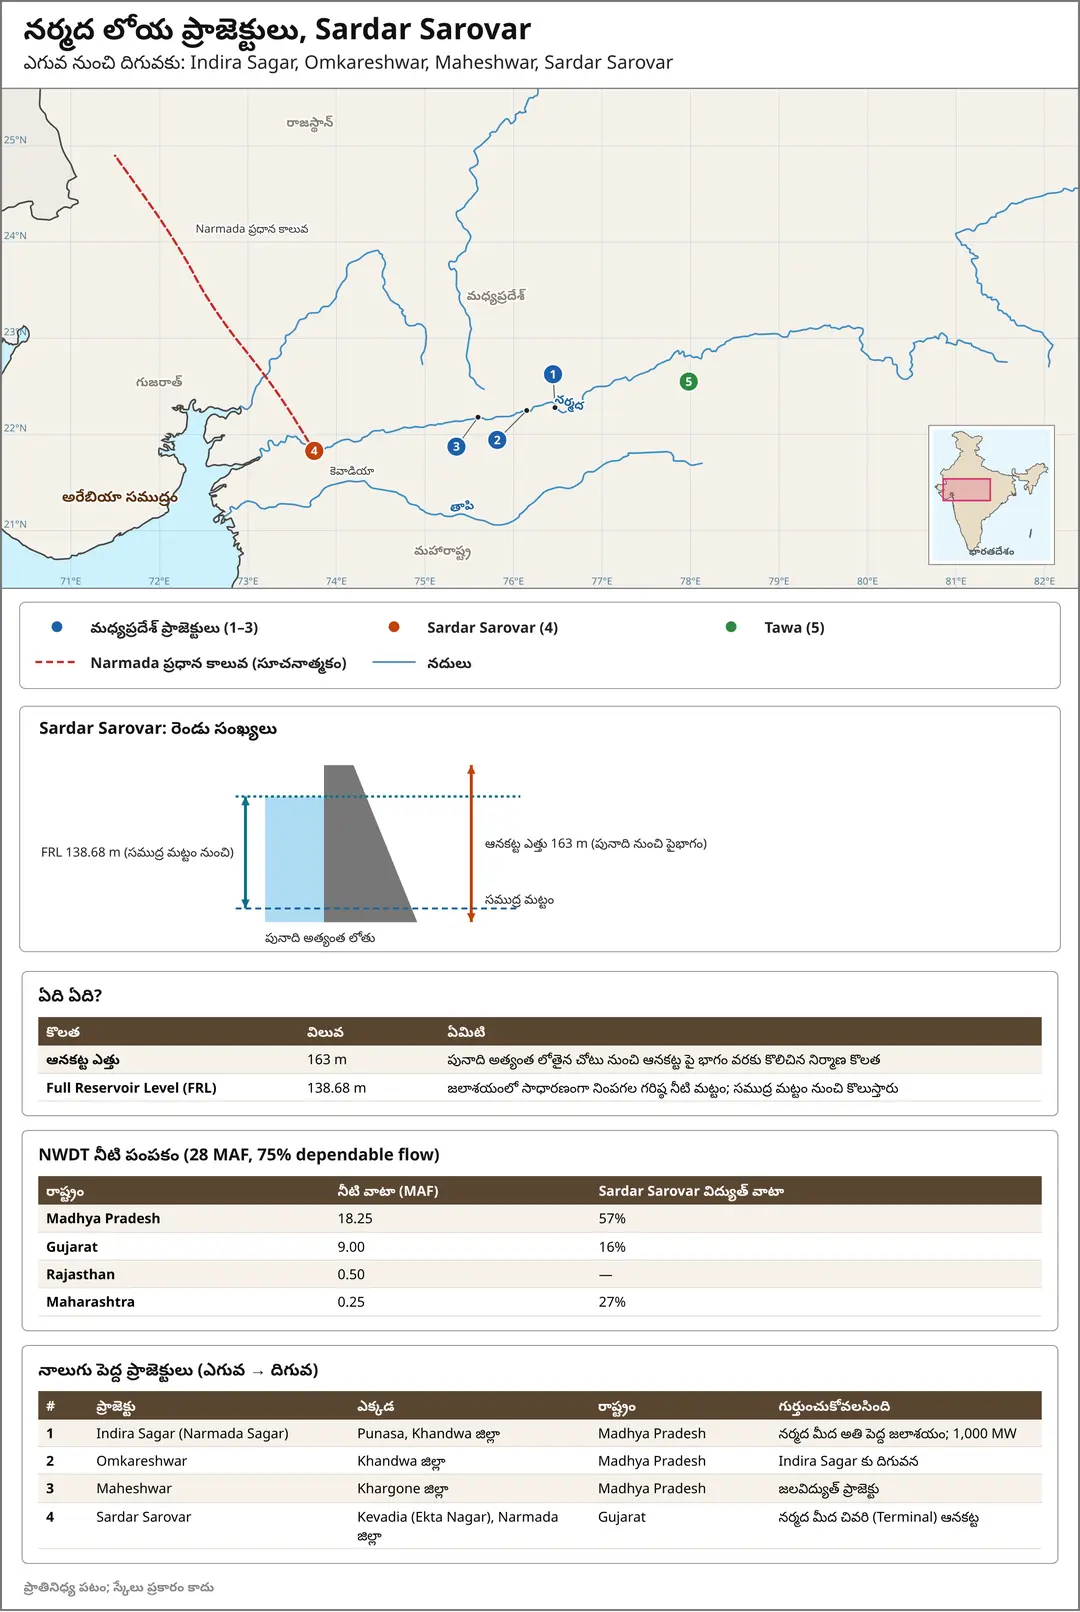 నర్మద లోయ ప్రాజెక్టులు, Sardar Sarovar
ఎగువ నుంచి దిగువకు: Indira Sagar, Omkareshwar, Maheshwar, Sardar Sarovar
రాజస్థాన్
25°N
Narmada ప్రధాన కాలువ
24°N
మధ్యప్రదేశ్
23°N
గుజరాత్
1
5
నర్మద
22°N
3
2
4
కెవాడియా
అరేబియా సముద్రం
తాపి
21°N
మహారాష్ట్ర
భారతదేశం
71°E
72°E
73°E
74°E
75°E
76°E
77°E
78°E
79°E
80°E
81°E
82°E
మధ్యప్రదేశ్ ప్రాజెక్టులు (1–3)
Sardar Sarovar (4)
Tawa (5)
Narmada ప్రధాన కాలువ (సూచనాత్మకం)
నదులు
Sardar Sarovar: రెండు సంఖ్యలు
FRL 138.68 m (సముద్ర మట్టం నుంచి)
ఆనకట్ట ఎత్తు 163 m (పునాది నుంచి పైభాగం)
సముద్ర మట్టం
పునాది అత్యంత లోతు
ఏది ఏది?
కొలత విలువ ఏమిటి
ఆనకట్ట ఎత్తు 163 m పునాది అత్యంత లోతైన చోటు నుంచి ఆనకట్ట పై భాగం వరకు కొలిచిన నిర్మాణ కొలత
Full Reservoir Level (FRL) 138.68 m జలాశయంలో సాధారణంగా నింపగల గరిష్ఠ నీటి మట్టం; సముద్ర మట్టం నుంచి కొలుస్తారు
NWDT నీటి పంపకం (28 MAF, 75% dependable flow)
రాష్ట్రం నీటి వాటా (MAF) Sardar Sarovar విద్యుత్ వాటా
Madhya Pradesh 18.25 57%
Gujarat 9.00 16%
Rajasthan 0.50 —
Maharashtra 0.25 27%
నాలుగు పెద్ద ప్రాజెక్టులు (ఎగువ → దిగువ)
# ప్రాజెక్టు ఎక్కడ రాష్ట్రం గుర్తుంచుకోవలసింది
1 Indira Sagar (Narmada Sagar) Punasa, Khandwa జిల్లా Madhya Pradesh నర్మద మీద అతి పెద్ద జలాశయం; 1,000 MW
2 Omkareshwar Khandwa జిల్లా Madhya Pradesh Indira Sagar కు దిగువన
3 Maheshwar Khargone జిల్లా Madhya Pradesh జలవిద్యుత్ ప్రాజెక్టు
4 Sardar Sarovar Kevadia (Ekta Nagar), Narmada Gujarat నర్మద మీద చివరి (Terminal) ఆనకట్ట
జిల్లా
ప్రాతినిధ్య పటం; స్కేలు ప్రకారం కాదు